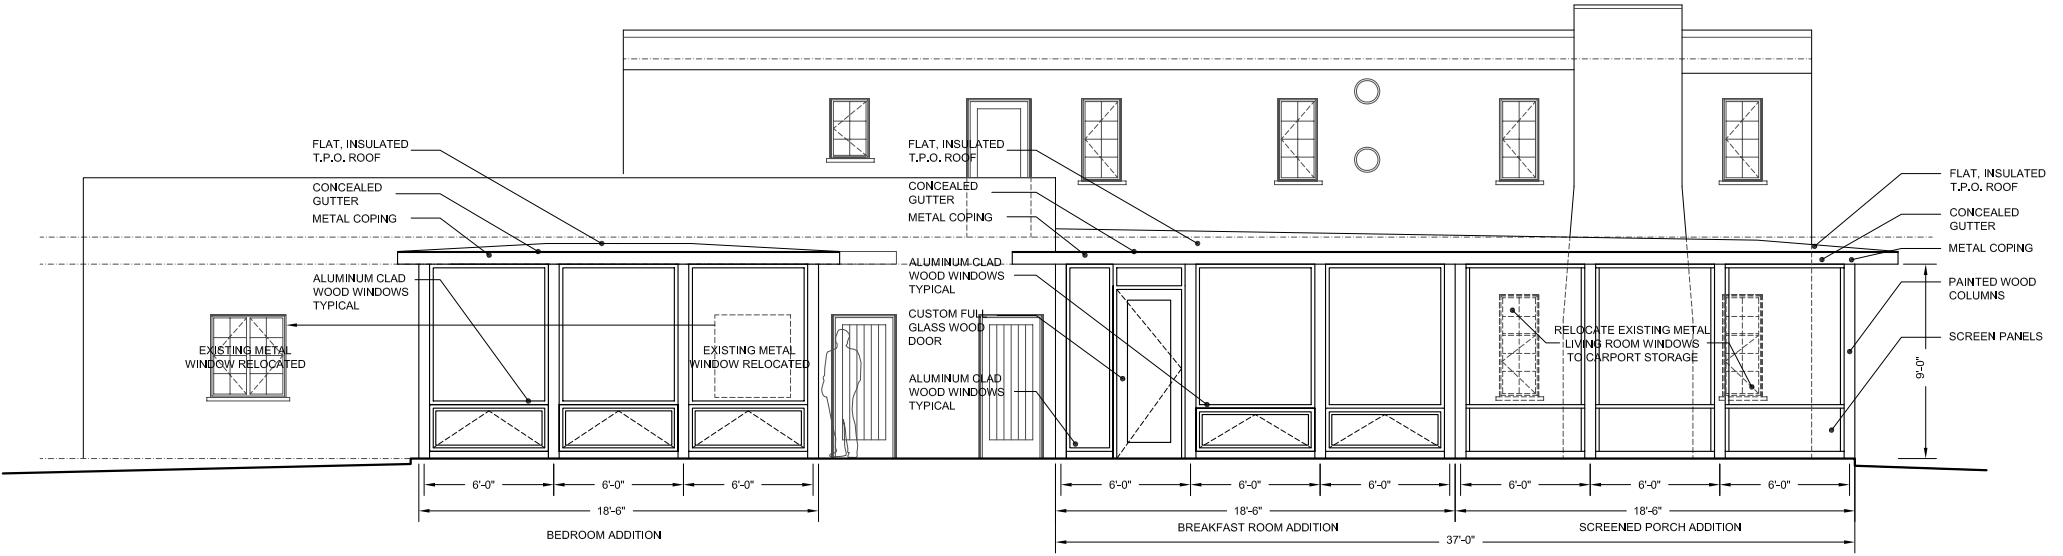 FLAT, INSULATED
T.P.O. ROOF
CONCEALED
GUTTER
METAL COPING
ALUMINUM CLAD
WOOD WINDOWS
TYPICAL
EXISTING METAL
WINDOW RELOCATED
EXISTING METAL
WINDOW RELOCATED
FLAT, INSULATED
T.P.O. ROOF
CONCEALED
GUTTER
METAL COPING
ALUMINUM CLAD
WOOD WINDOWS
TYPICAL
CUSTOM FULL
GLASS WOOD
DOOR
ALUMINUM CLAD
WOOD WINDOWS
TYPICAL
RELOCATE EXISTING METAL
LIVING ROOM WINDOWS
TO CARPORT STORAGE
FLAT, INSULATED
T.P.O. ROOF
CONCEALED
GUTTER
METAL COPING
PAINTED WOOD
COLUMNS
SCREEN PANELS
9'-0"
6'-0" 6'-0" 6'-0" 6'-0" 6'-0" 6'-0" 6'-0" 6'-0" 6'-0"
18'-6" 18'-6" 18'-6"
BEDROOM ADDITION BREAKFAST ROOM ADDITION SCREENED PORCH ADDITION
37'-0"